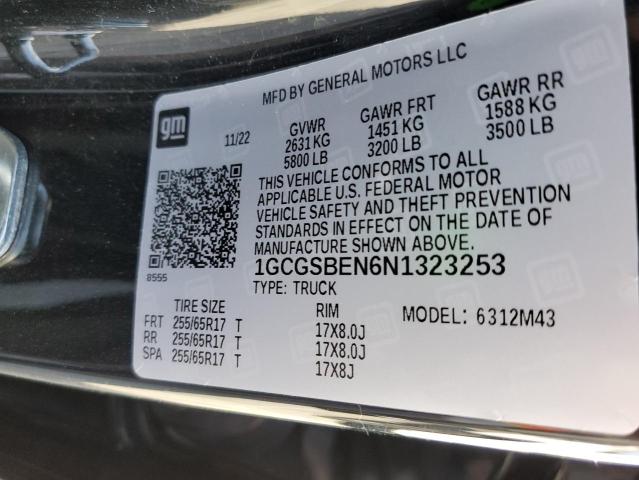 MFD BY GENERAL MOTORS LLC
gm
11/22
GVWR
2631 KG
5800 LB
GAWR FRT
1451 KG
3200 LB
GAWR RR
1588 KG
3500 LB
THIS VEHICLE CONFORMS TO ALL
APPLICABLE U.S. FEDERAL MOTOR
VEHICLE SAFETY AND THEFT PREVENTION
STANDARDS IN EFFECT ON THE DATE OF
MANUFACTURE SHOWN ABOVE.
8555
1GCGSBEN6N1323253
TYPE: TRUCK
TIRE SIZE RIM MODEL: 6312M43
FRT 255/65R17 T 17X8.0J
RR 255/65R17 T 17X8.0J
SPA 255/65R17 T 17X8J